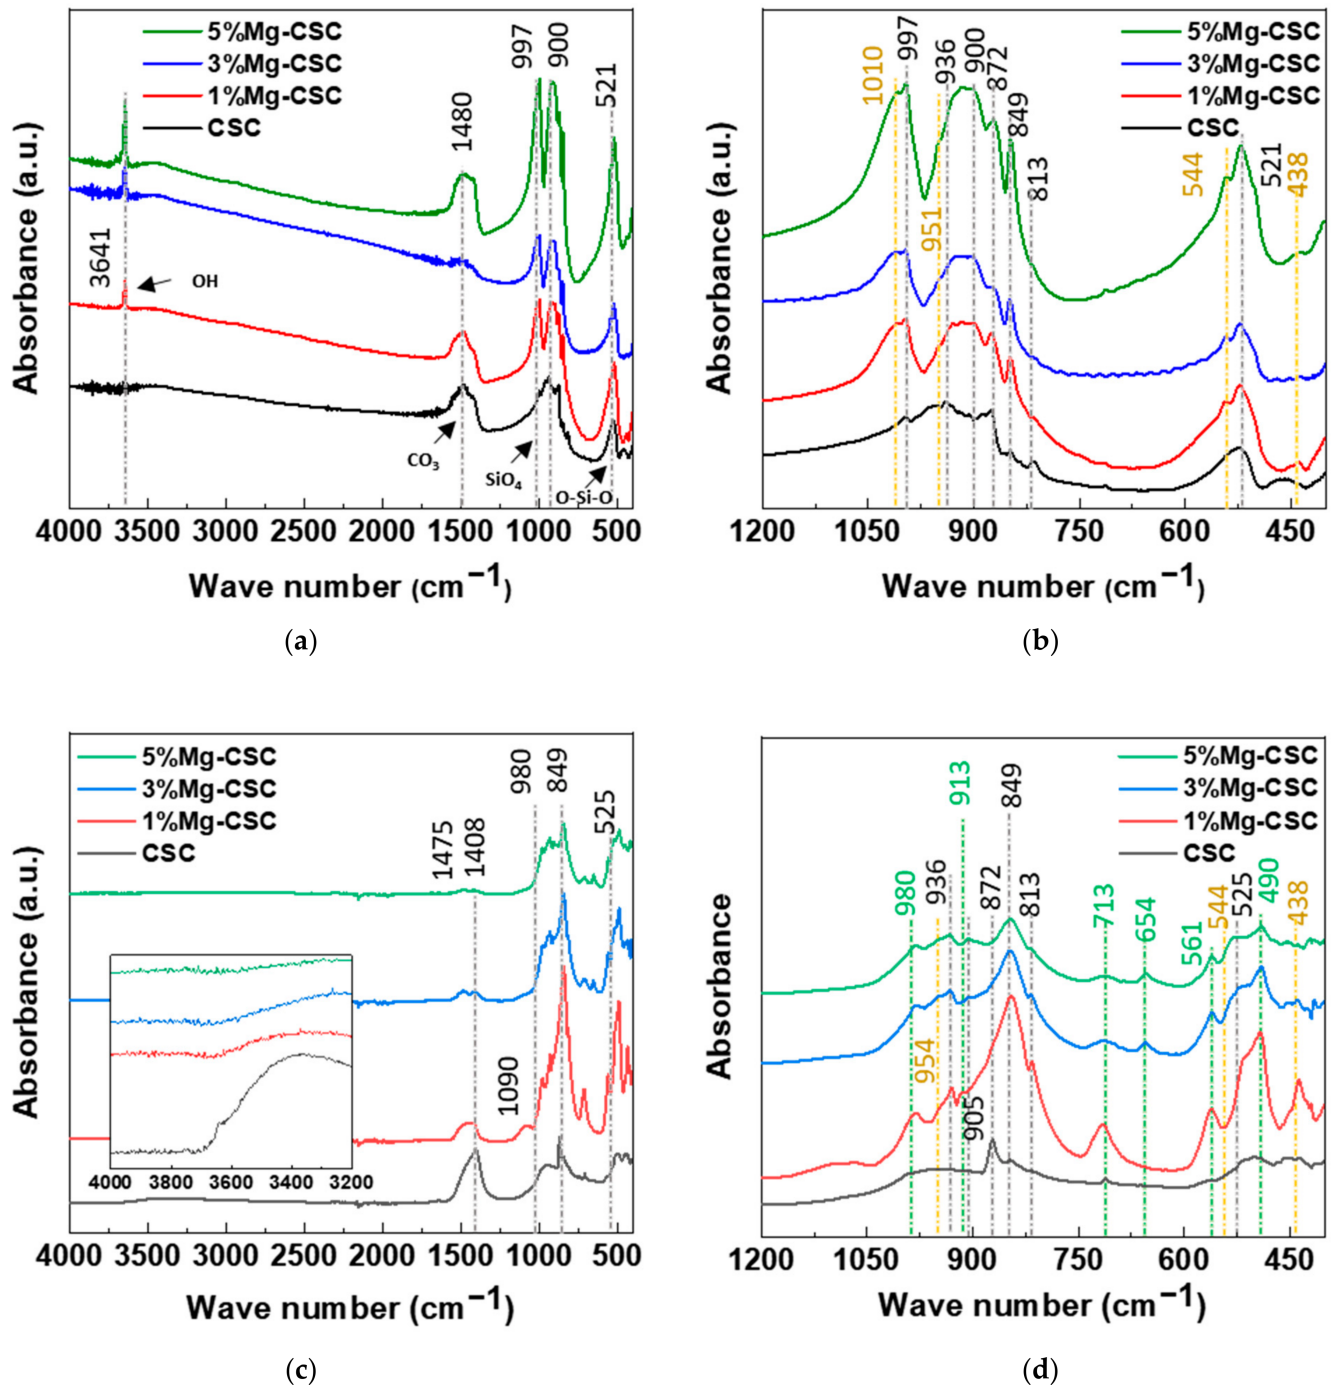 5%Mg-CSC
3%Mg-CSC
1%Mg-CSC
CSC
997
900
521
1480
3641
OH
CO3
SiO4
O-Si-O
Absorbance (a.u.)
4000 3500 3000 2500 2000 1500 1000 500
Wave number (cm−1)
(a)
5%Mg-CSC
3%Mg-CSC
1%Mg-CSC
CSC
1010
997
936
900
872
849
813
951
544
521
438
Absorbance (a.u.)
1200 1050 900 750 600 450
Wave number (cm−1)
(b)
5%Mg-CSC
3%Mg-CSC
1%Mg-CSC
CSC
980
849
525
1475
1408
1090
4000 3800 3600 3400 3200
Absorbance (a.u.)
4000 3500 3000 2500 2000 1500 1000 500
Wave number (cm−1)
(c)
5%Mg-CSC
3%Mg-CSC
1%Mg-CSC
CSC
980
936
913
872
849
813
713
654
561
544
525
490
438
954
905
Absorbance
1200 1050 900 750 600 450
Wave number (cm−1)
(d)